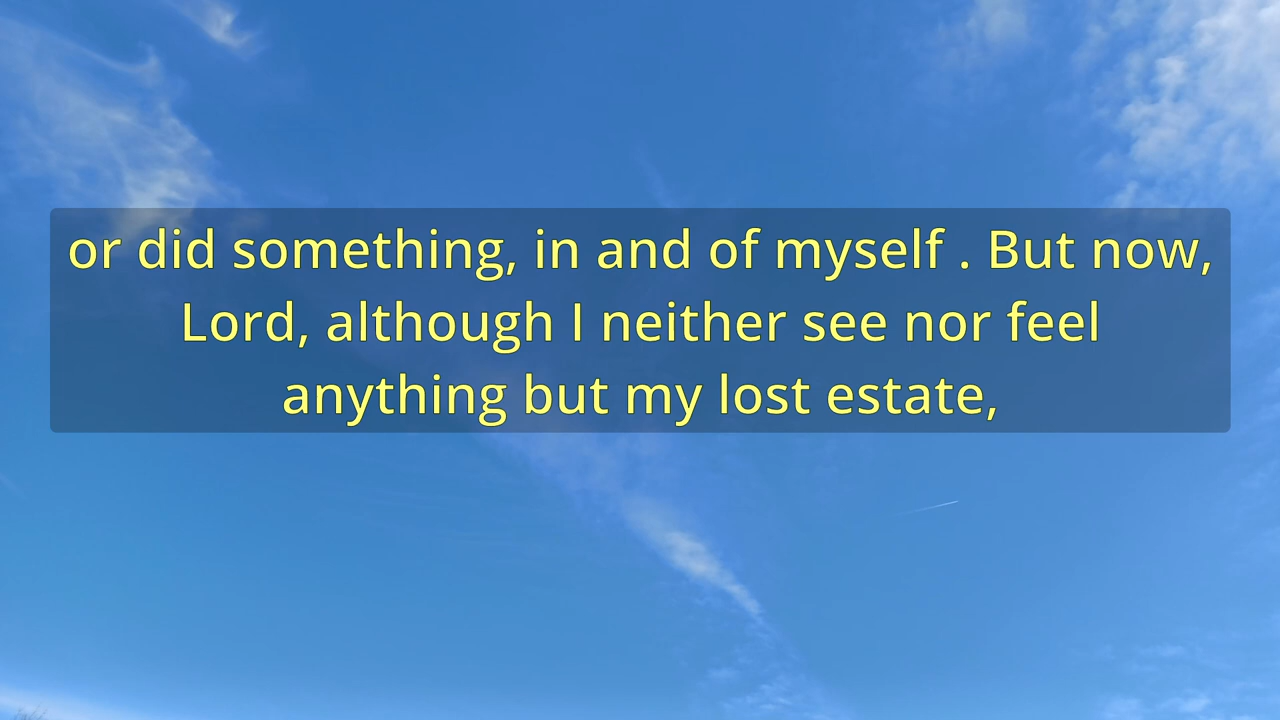 or did something, in and of myself . But now,
Lord, although I neither see nor feel
anything but my lost estate,